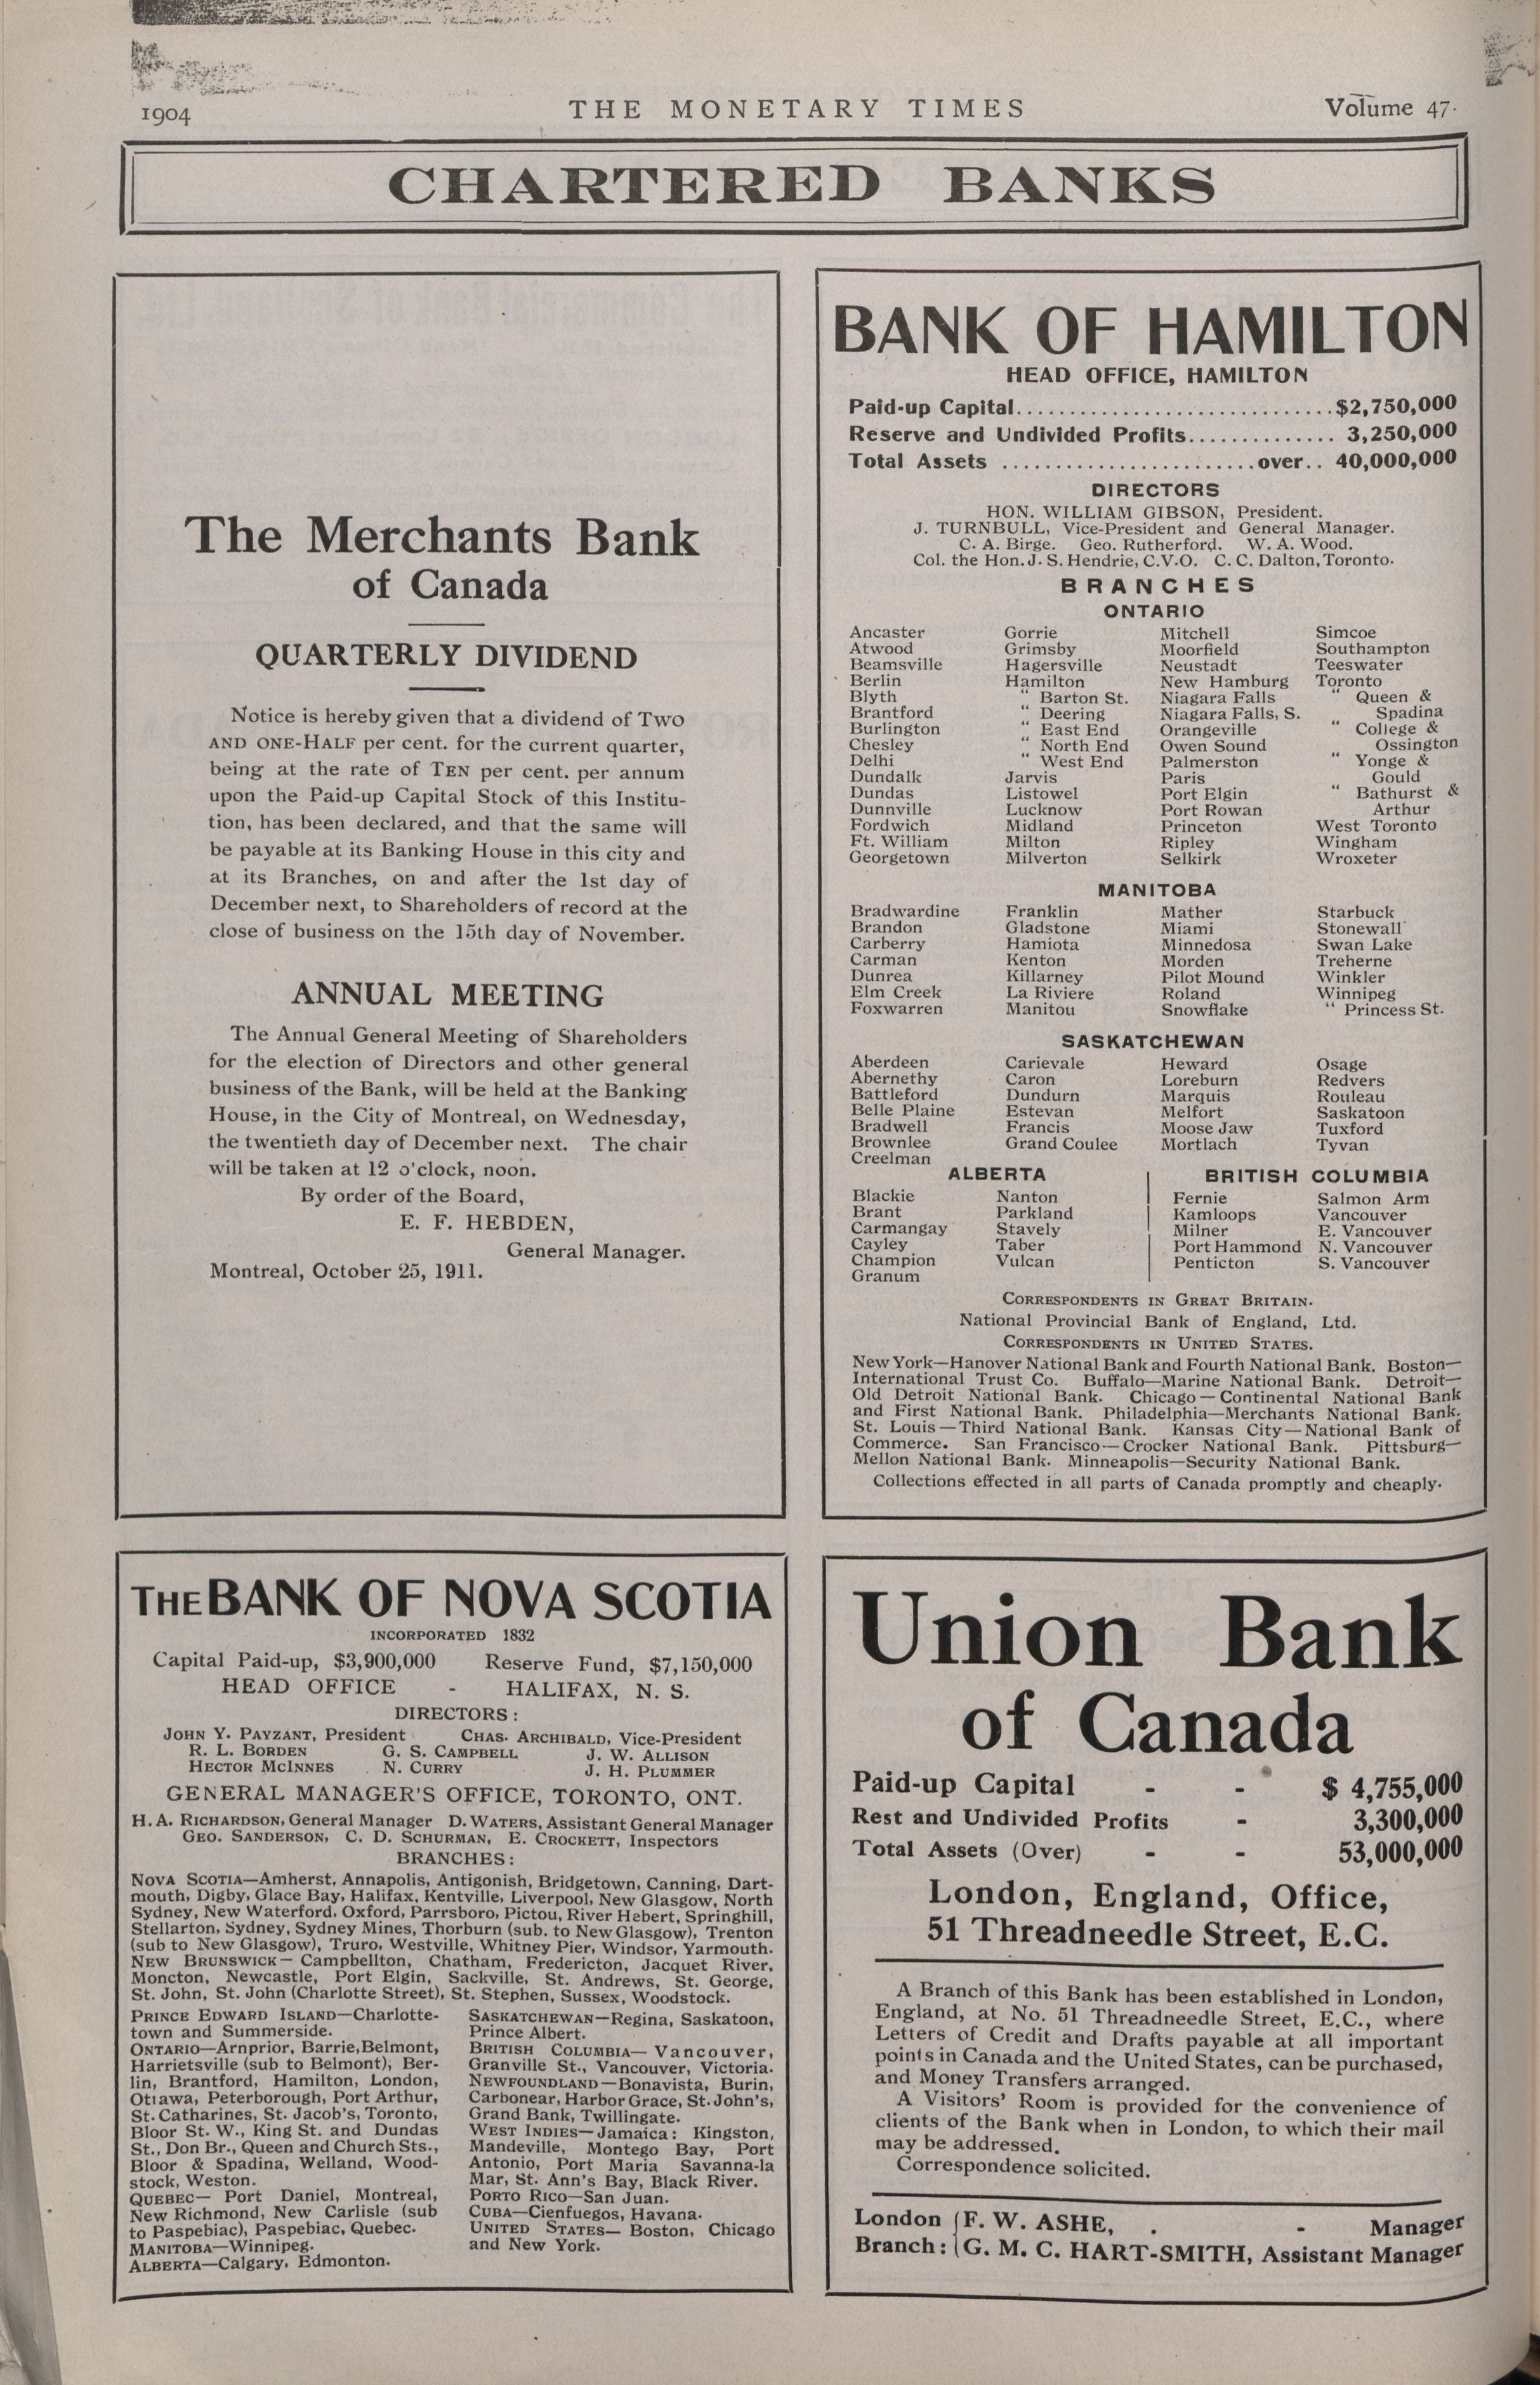 1904
THE MONETARY TIMES
Volume 47.
CHARTERED BANKS
The Merchants Bank
of Canada
QUARTERLY DIVIDEND
Notice is hereby given that a dividend of Two
AND ONE-HALF per cent. for the current quarter,
being at the rate of TEN per cent. per annum
upon the Paid-up Capital Stock of this Institu-
tion, has been declared, and that the same will
be payable at its Banking House in this city and
at its Branches, on and after the 1st day of
December next, to Shareholders of record at the
close of business on the 15th day of November.
ANNUAL MEETING
The Annual General Meeting of Shareholders
for the election of Directors and other general
business of the Bank, will be held at the Banking
House, in the City of Montreal, on Wednesday,
the twentieth day of December next. The chair
will be taken at 12 o'clock, noon.
By order of the Board,
E. F. HEBDEN,
General Manager.
Montreal, October 25, 1911.
BANK OF HAMILTON
HEAD OFFICE, HAMILTON
Paid-up Capital..............................$2,750,000
Reserve and Undivided Profits.............. 3,250,000
Total Assets ........................over.. 40,000,000
DIRECTORS
HON. WILLIAM GIBSON, President.
J. TURNBULL, Vice-President and General Manager.
C. A. Birge. Geo. Rutherford. W. A. Wood.
Col. the Hon. J. S. Hendrie, C.V.O. C. C. Dalton, Toronto.
BRANCHES
ONTARIO
Ancaster Gorrie Mitchell Simcoe
Atwood Grimsby Moorfield Southampton
Beamsville Hagersville Neustadt Teeswater
Berlin Hamilton New Hamburg Toronto
Blyth " Barton St. Niagara Falls " Queen &
Brantford " Deering Niagara Falls, S. Spadina
Burlington " East End Orangeville " College &
Chesley " North End Owen Sound Ossington
Delhi " West End Palmerston " Yonge &
Dundalk Jarvis Paris Gould
Dundas Listowel Port Elgin " Bathurst &
Dunnville Lucknow Port Rowan Arthur
Fordwich Midland Princeton West Toronto
Ft. William Milton Ripley Wingham
Georgetown Milverton Selkirk Wroxeter
MANITOBA
Bradwardine Franklin Mather Starbuck
Brandon Gladstone Miami Stonewall
Carberry Hamiota Minnedosa Swan Lake
Carman Kenton Morden Treherne
Dunrea Killarney Pilot Mound Winkler
Elm Creek La Riviere Roland Winnipeg
Foxwarren Manitou Snowflake " Princess St.
SASKATCHEWAN
Aberdeen Carievale Heward Osage
Abernethy Caron Loreburn Redvers
Battleford Dundurn Marquis Rouleau
Belle Plaine Estevan Melfort Saskatoon
Bradwell Francis Moose Jaw Tuxford
Brownlee Grand Coulee Mortlach Tyvan
Creelman
ALBERTA
Blackie Nanton
Brant Parkland
Carmangay Stavely
Cayley Taber
Champion Vulcan
Granum
BRITISH COLUMBIA
Fernie Salmon Arm
Kamloops Vancouver
Milner E. Vancouver
Port Hammond N. Vancouver
Penticton S. Vancouver
CORRESPONDENTS IN GREAT BRITAIN.
National Provincial Bank of England, Ltd.
CORRESPONDENTS IN UNITED STATES.
New York—Hanover National Bank and Fourth National Bank. Boston—
International Trust Co. Buffalo—Marine National Bank. Detroit—
Old Detroit National Bank. Chicago—Continental National Bank
and First National Bank. Philadelphia—Merchants National Bank.
St. Louis—Third National Bank. Kansas City—National Bank of
Commerce. San Francisco—Crocker National Bank. Pittsburg—
Mellon National Bank. Minneapolis—Security National Bank.
Collections effected in all parts of Canada promptly and cheaply.
THE BANK OF NOVA SCOTIA
INCORPORATED 1832
Capital Paid-up, $3,900,000 Reserve Fund, $7,150,000
HEAD OFFICE - HALIFAX, N. S.
DIRECTORS:
JOHN Y. PAYZANT, President CHAS. ARCHIBALD, Vice-President
R. L. BORDEN G. S. CAMPBELL J. W. ALLISON
HECTOR MCINNES N. CURRY J. H. PLUMMER
GENERAL MANAGER'S OFFICE, TORONTO, ONT.
H. A. RICHARDSON, General Manager D. WATERS, Assistant General Manager
GEO. SANDERSON, C. D. SCHURMAN, E. CROCKETT, Inspectors
BRANCHES:
NOVA SCOTIA—Amherst, Annapolis, Antigonish, Bridgetown, Canning, Dart-
mouth, Digby, Glace Bay, Halifax, Kentville, Liverpool, New Glasgow, North
Sydney, New Waterford, Oxford, Parrsboro, Pictou, River Hebert, Springhill,
Stellarton, Sydney, Sydney Mines, Thorburn (sub. to New Glasgow), Trenton
(sub to New Glasgow), Truro, Westville, Whitney Pier, Windsor, Yarmouth.
NEW BRUNSWICK—Campbellton, Chatham, Fredericton, Jacquet River,
Moncton, Newcastle, Port Elgin, Sackville, St. Andrews, St. George,
St. John, St. John (Charlotte Street), St. Stephen, Sussex, Woodstock.
PRINCE EDWARD ISLAND—Charlotte-
town and Summerside.
ONTARIO—Arnprior, Barrie, Belmont,
Harrietsville (sub to Belmont), Ber-
lin, Brantford, Hamilton, London,
Ottawa, Peterborough, Port Arthur,
St. Catharines, St. Jacob's, Toronto,
Bloor St. W., King St. and Dundas
St., Don Br., Queen and Church Sts.,
Bloor & Spadina, Welland, Wood-
stock, Weston.
QUEBEC— Port Daniel, Montreal,
New Richmond, New Carlisle (sub
to Paspebiac), Paspebiac, Quebec.
MANITOBA—Winnipeg.
ALBERTA—Calgary, Edmonton.
SASKATCHEWAN—Regina, Saskatoon,
Prince Albert.
BRITISH COLUMBIA—Vancouver,
Granville St., Vancouver, Victoria.
NEWFOUNDLAND—Bonavista, Burin,
Carbonear, Harbor Grace, St. John's,
Grand Bank, Twillingate.
WEST INDIES—Jamaica: Kingston,
Mandeville, Montego Bay, Port
Antonio, Port Maria Savanna-la
Mar, St. Ann's Bay, Black River.
PORTO RICO—San Juan.
CUBA—Cienfuegos, Havana.
UNITED STATES—Boston, Chicago
and New York.
Union Bank
of Canada
Paid-up Capital - - $ 4,755,000
Rest and Undivided Profits - 3,300,000
Total Assets (Over) - - 53,000,000
London, England, Office,
51 Threadneedle Street, E.C.
A Branch of this Bank has been established in London,
England, at No. 51 Threadneedle Street, E.C., where
Letters of Credit and Drafts payable at all important
points in Canada and the United States, can be purchased,
and Money Transfers arranged.
A Visitors' Room is provided for the convenience of
clients of the Bank when in London, to which their mail
may be addressed.
Correspondence solicited.
London { F. W. ASHE, . - Manager
Branch: { G. M. C. HART-SMITH, Assistant Manager